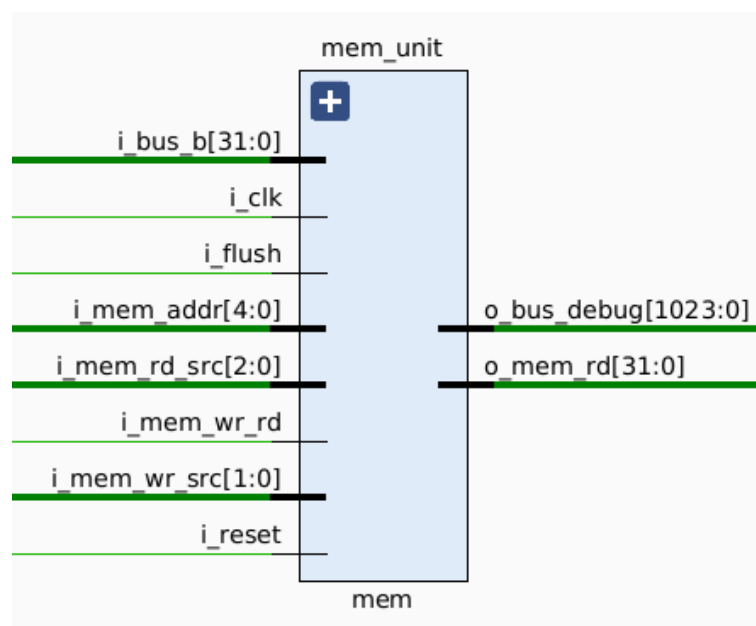 mem_unit
i_bus_b[31:0]
i_clk
i_flush
i_mem_addr[4:0]
o_bus_debug[1023:0]
i_mem_rd_src[2:0]
o_mem_rd[31:0]
i_mem_wr_rd
i_mem_wr_src[1:0]
i_reset
mem